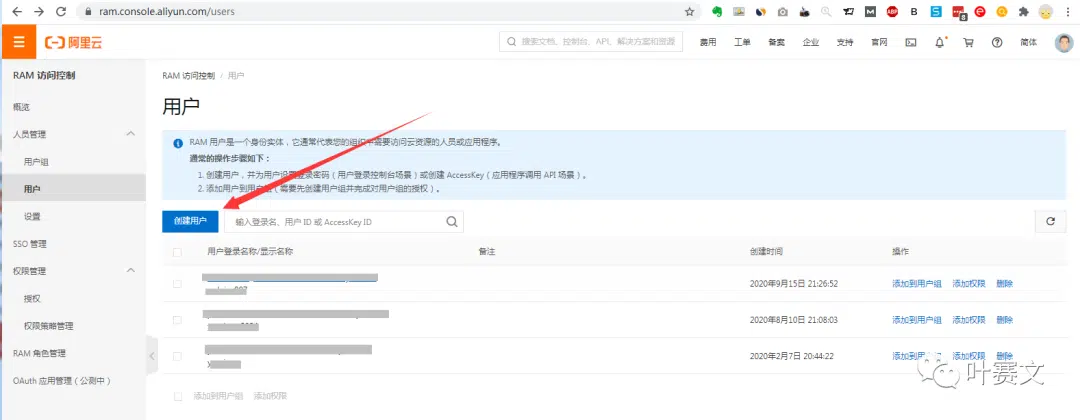 ram.console.aliyun.com/users
阿里云
搜索文档、控制台、API、解决方案和资源 费用 工单 备案 企业 支持 官网 简体
RAM 访问控制
概览
人员管理
用户组
用户
设置
SSO 管理
权限管理
授权
权限策略管理
RAM 角色管理
OAuth 应用管理（公测中）
RAM 访问控制 / 用户
用户
RAM 用户是一个身份实体，它通常代表您的组织中需要访问云资源的人员或应用程序。
通常的操作步骤如下：
1. 创建用户，并为用户设置登录密码（用户登录控制台场景）或创建 AccessKey（应用程序调用 API 场景）。
2. 添加用户到用户组（需要先创建用户组并完成对用户组的授权）。
创建用户 输入登录名、用户 ID 或 AccessKey ID
用户登录名称/显示名称 备注 创建时间 操作
2020年9月15日 21:26:52 添加到用户组 添加权限 删除
2020年8月10日 21:08:03 添加到用户组 添加权限 删除
2020年2月7日 20:44:22 添加到用户组 添加权限 删除
添加到用户组 添加权限
叶赛文